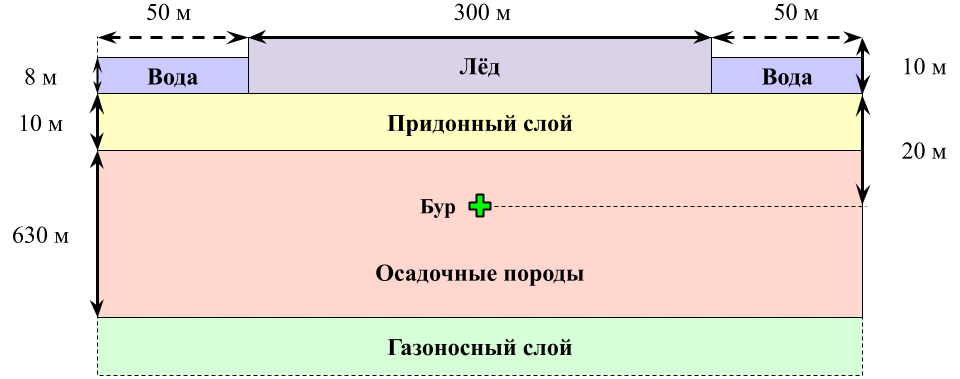 50 м
300 м
50 м
8 м
Вода
Лёд
Вода
10 м
10 м
Придонный слой
20 м
Бур
630 м
Осадочные породы
Газоносный слой